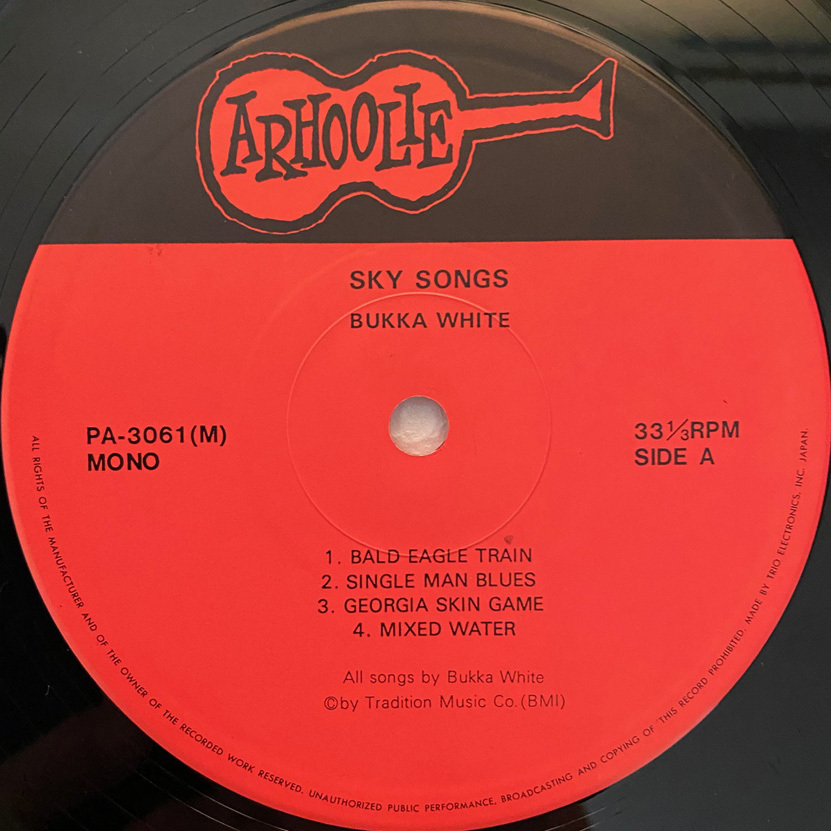 ARHOOLIE
SKY SONGS
BUKKA WHITE
PA-3061(M)
MONO
33⅓RPM
SIDE A
1. BALD EAGLE TRAIN
2. SINGLE MAN BLUES
3. GEORGIA SKIN GAME
4. MIXED WATER
All songs by Bukka White
©by Tradition Music Co.(BMI)
ALL RIGHTS OF THE MANUFACTURER AND OF THE OWNER OF THE RECORDED WORK RESERVED. UNAUTHORIZED PUBLIC PERFORMANCE. BROADCASTING AND COPYING OF THIS RECORD PROHIBITED. MADE BY TRIO ELECTRONICS, INC. JAPAN.